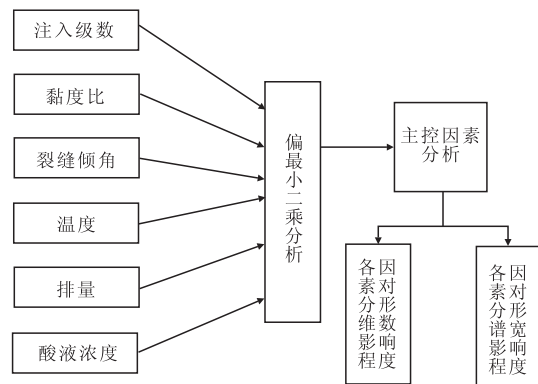 注入级数
黏度比
裂缝倾角
温度
排量
酸液浓度
偏最小二乘分析
主控因素
分析
各因
素对
分形
维数
影响
程度
各因
素对
分形
谱宽
影响
程度